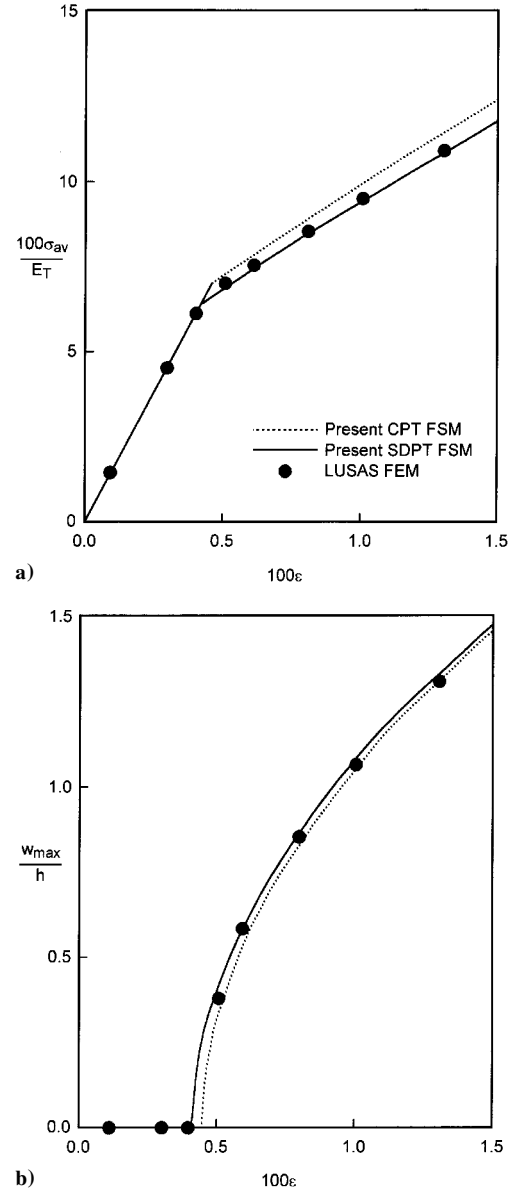 15
10
100σav
ET
5
Present CPT FSM
Present SDPT FSM
LUSAS FEM
0
0.0 0.5 1.0 1.5
a)
100ε
1.5
1.0
wmax
h
0.5
0.0
0.0 0.5 1.0 1.5
b)
100ε